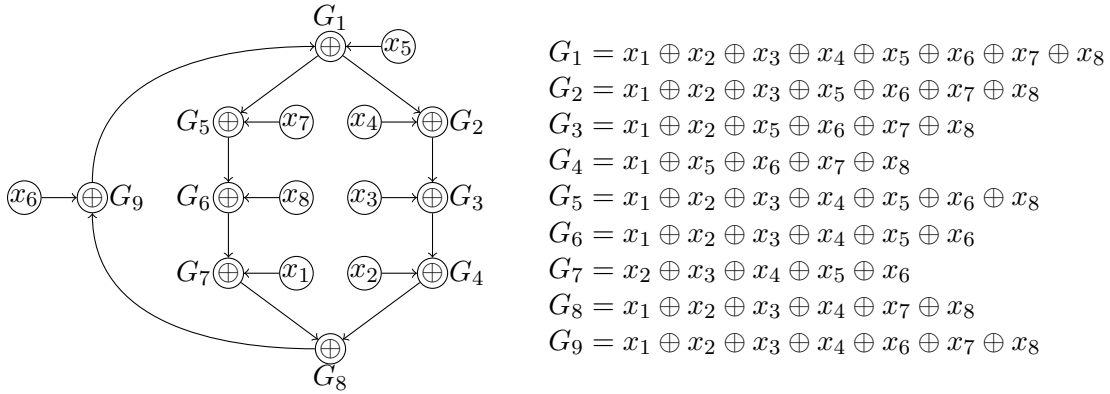 G₁
x₅
G₅ x₇ x₄ G₂
x₆ G₉ G₆ x₈ x₃ G₃
G₇ x₁ x₂ G₄
G₈
G₁ = x₁ ⊕ x₂ ⊕ x₃ ⊕ x₄ ⊕ x₅ ⊕ x₆ ⊕ x₇ ⊕ x₈
G₂ = x₁ ⊕ x₂ ⊕ x₃ ⊕ x₅ ⊕ x₆ ⊕ x₇ ⊕ x₈
G₃ = x₁ ⊕ x₂ ⊕ x₅ ⊕ x₆ ⊕ x₇ ⊕ x₈
G₄ = x₁ ⊕ x₅ ⊕ x₆ ⊕ x₇ ⊕ x₈
G₅ = x₁ ⊕ x₂ ⊕ x₃ ⊕ x₄ ⊕ x₅ ⊕ x₆ ⊕ x₈
G₆ = x₁ ⊕ x₂ ⊕ x₃ ⊕ x₄ ⊕ x₅ ⊕ x₆
G₇ = x₂ ⊕ x₃ ⊕ x₄ ⊕ x₅ ⊕ x₆
G₈ = x₁ ⊕ x₂ ⊕ x₃ ⊕ x₄ ⊕ x₇ ⊕ x₈
G₉ = x₁ ⊕ x₂ ⊕ x₃ ⊕ x₄ ⊕ x₆ ⊕ x₇ ⊕ x₈